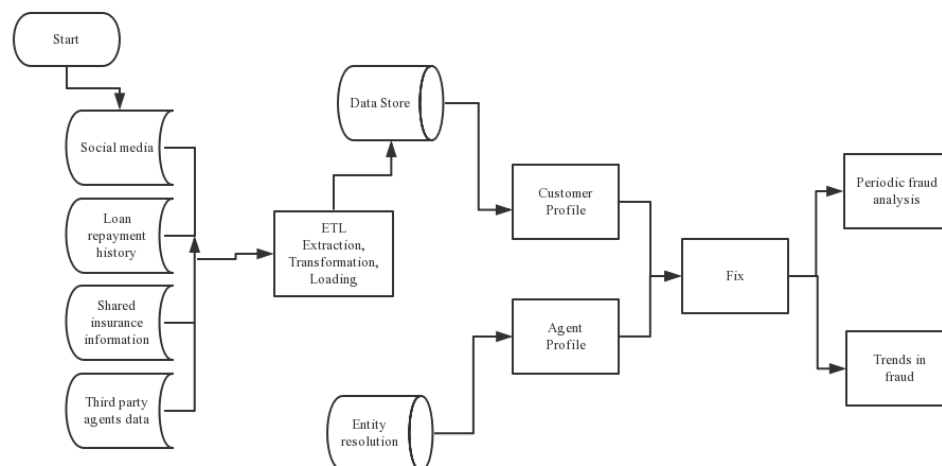 Start
Social media
Loan
repayment
history
Shared
insurance
information
Third party
agents data
ETL
Extraction,
Transformation,
Loading
Data Store
Entity
resolution
Customer
Profile
Agent
Profile
Fix
Periodic fraud
analysis
Trends in
fraud